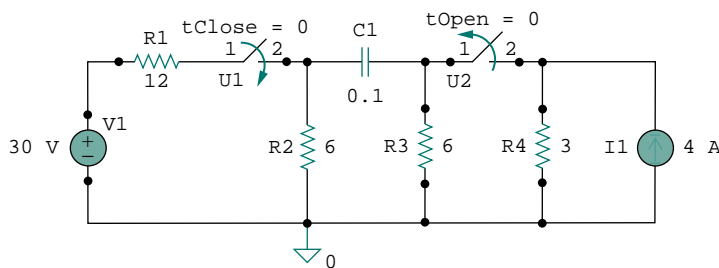 tClose = 0
C1
tOpen = 0
R1
1
2
1
2
12
U1
0.1
U2
V1
30 V
+
−
R2
6
R3
6
R4
3
I1
4 A
0